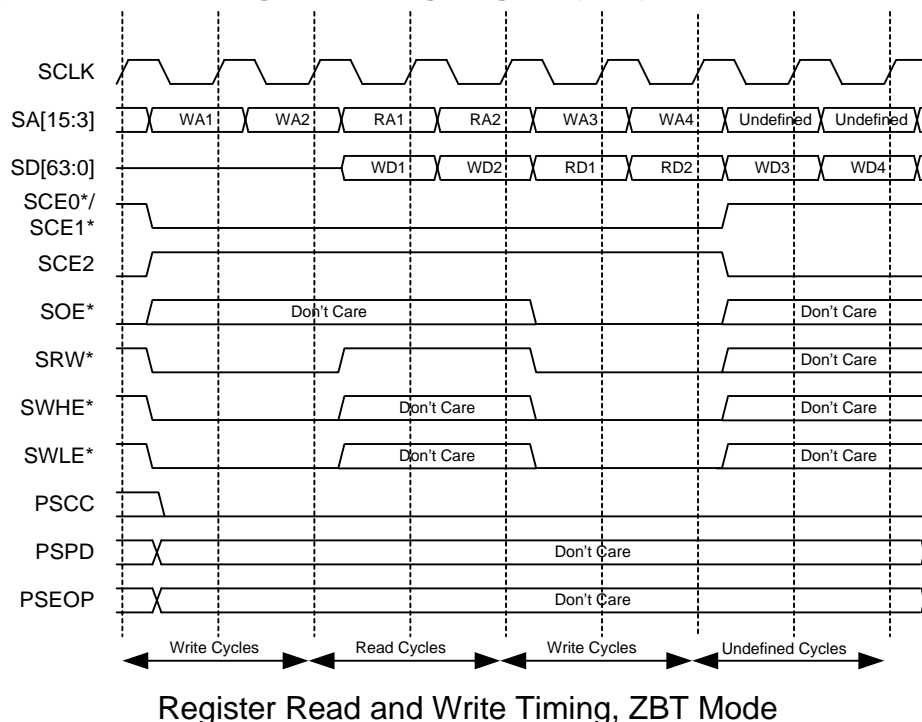 SCLK
SA[15:3] WA1 WA2 RA1 RA2 WA3 WA4 Undefined Undefined
SD[63:0] WD1 WD2 RD1 RD2 WD3 WD4
SCE0*/
SCE1*
SCE2
SOE* Don't Care Don't Care
SRW* Don't Care
SWHE* Don't Care Don't Care
SWLE* Don't Care Don't Care
PSCC
PSPD Don't Care
PSEOP Don't Care
Write Cycles Read Cycles Write Cycles Undefined Cycles
Register Read and Write Timing, ZBT Mode